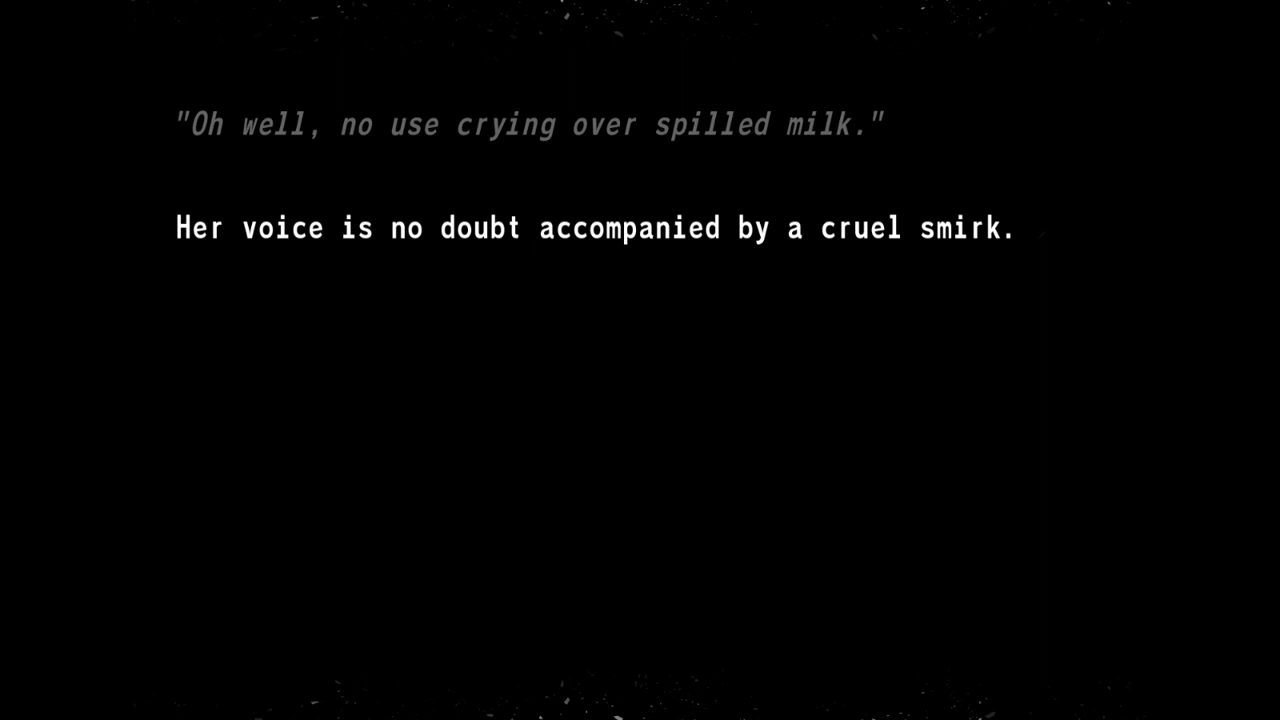 "Oh well, no use crying over spilled milk."
Her voice is no doubt accompanied by a cruel smirk.